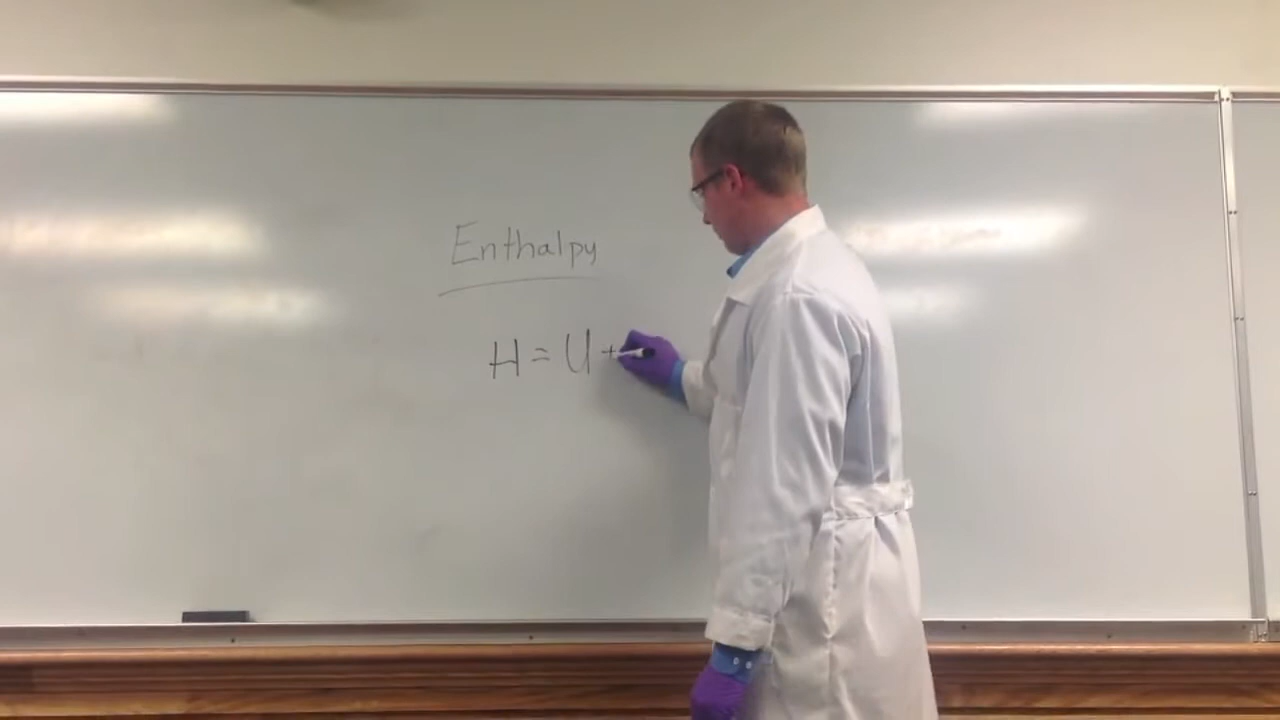 Enthalpy
H = U +